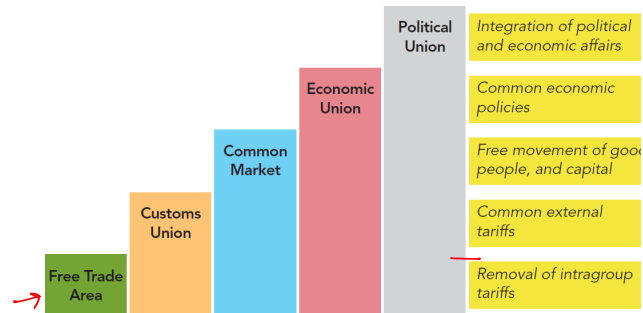 Political
Union
Integration of political
and economic affairs
Economic
Union
Common economic
policies
Common
Market
Free movement of
people, and capital
Customs
Union
Common external
tariffs
Free Trade
Area
Removal of intragroup
tariffs